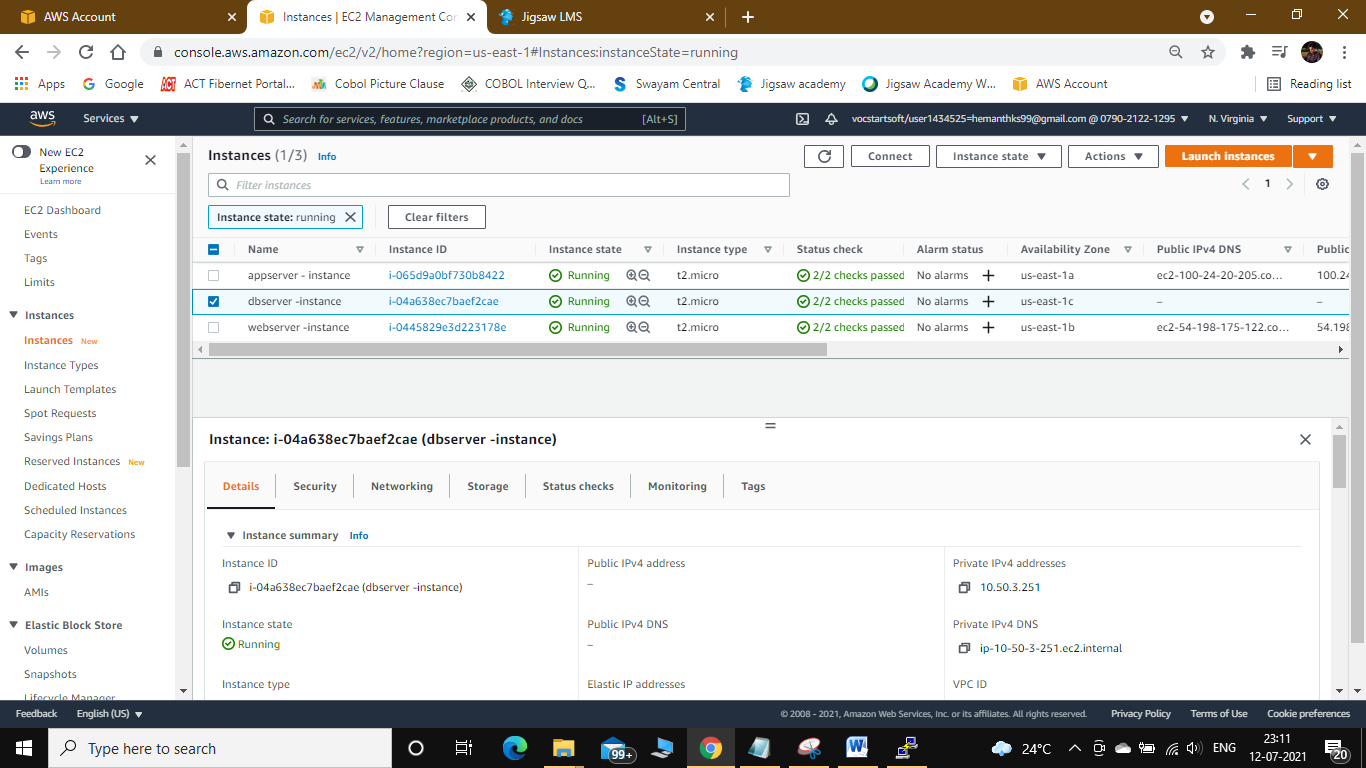 AWS Account
Instances | EC2 Management Con
Jigsaw LMS
console.aws.amazon.com/ec2/v2/home?region=us-east-1#Instances:instanceState=running
Apps Google ACT Fibernet Portal... Cobol Picture Clause COBOL Interview Q... Swayam Central Jigsaw academy Jigsaw Academy W... AWS Account Reading list
aws Services Search for services, features, marketplace products, and docs [Alt+S] vocstartsoft/user1434525=hemanthks99@gmail.com @ 0790-2122-1295 N. Virginia Support
New EC2
Experience
Learn more
EC2 Dashboard
Events
Tags
Limits
Instances
Instances New
Instance Types
Launch Templates
Spot Requests
Savings Plans
Reserved Instances New
Dedicated Hosts
Scheduled Instances
Capacity Reservations
Images
AMIs
Elastic Block Store
Volumes
Snapshots
Lifecycle Manager
Instances (1/3) Info Connect Instance state Actions Launch instances
Filter instances 1
Instance state: running Clear filters
Name Instance ID Instance state Instance type Status check Alarm status Availability Zone Public IPv4 DNS Public
appserver - instance i-065d9a0bf730b8422 Running t2.micro 2/2 checks passed No alarms + us-east-1a ec2-100-24-20-205.co... 100.24
dbserver -instance i-04a638ec7baef2cae Running t2.micro 2/2 checks passed No alarms + us-east-1c – –
webserver -instance i-0445829e3d223178e Running t2.micro 2/2 checks passed No alarms + us-east-1b ec2-54-198-175-122.co... 54.198
Instance: i-04a638ec7baef2cae (dbserver -instance)
Details Security Networking Storage Status checks Monitoring Tags
Instance summary Info
Instance ID Public IPv4 address Private IPv4 addresses
i-04a638ec7baef2cae (dbserver -instance) – 10.50.3.251
Instance state Public IPv4 DNS Private IPv4 DNS
Running – ip-10-50-3-251.ec2.internal
Instance type Elastic IP addresses VPC ID
Feedback English (US) © 2008 - 2021, Amazon Web Services, Inc. or its affiliates. All rights reserved. Privacy Policy Terms of Use Cookie preferences
Type here to search 99+ 24°C ENG 23:11
12-07-2021 20